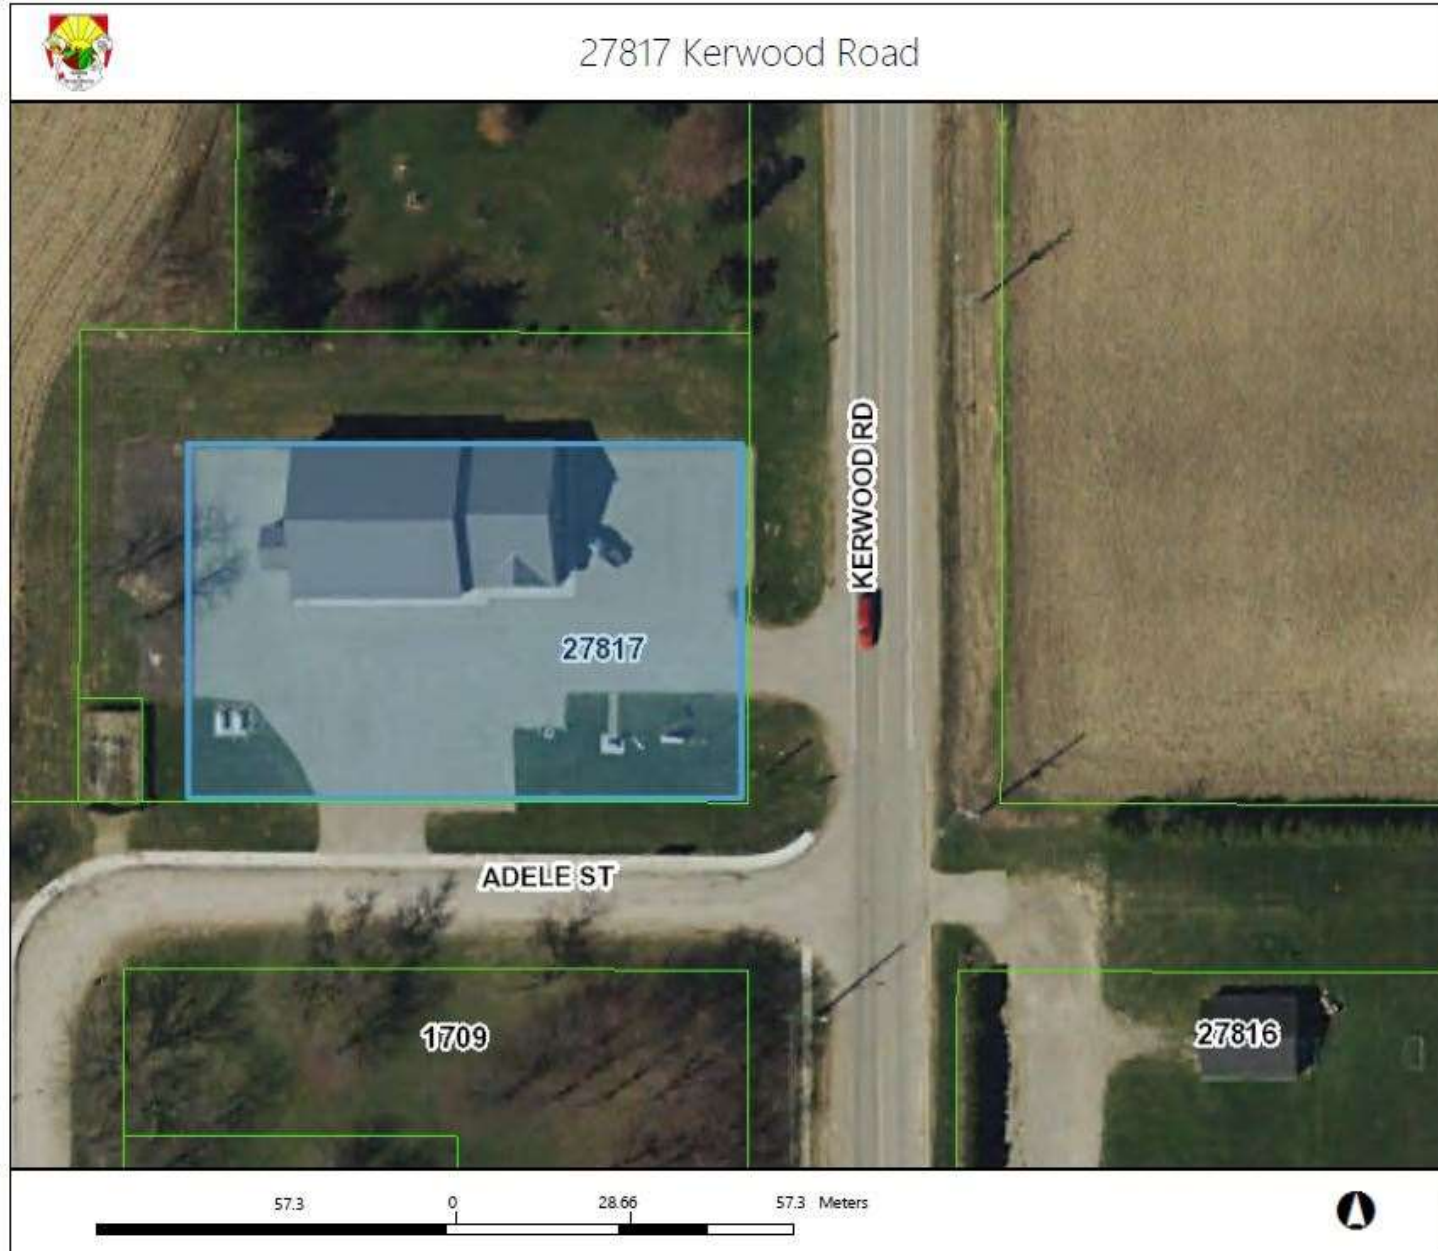 27817 Kerwood Road
KERWOOD RD
27817
ADELE ST
1709
27816
57.3 0 28.66 57.3 Meters